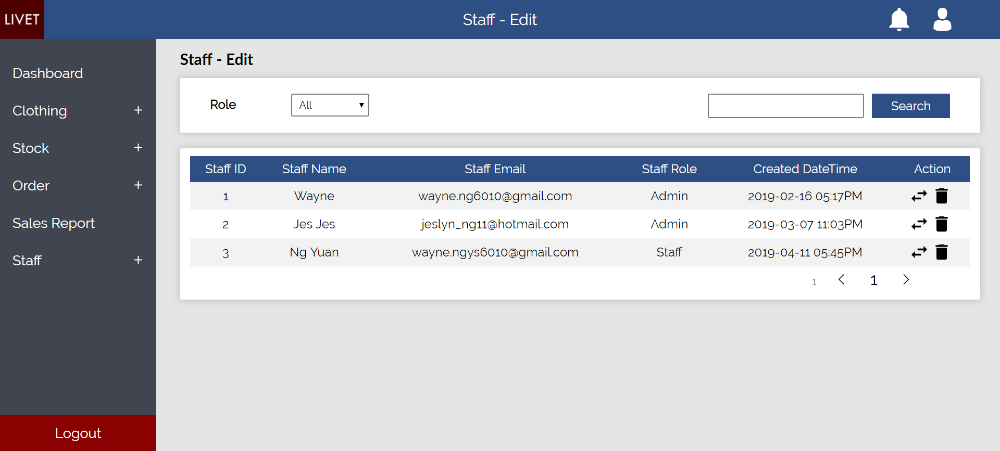 LIVET
Staff - Edit
Dashboard
Clothing +
Stock +
Order +
Sales Report
Staff +
Logout
Staff - Edit
Role All Search
Staff ID Staff Name Staff Email Staff Role Created DateTime Action
1 Wayne wayne.ng6010@gmail.com Admin 2019-02-16 05:17PM
2 Jes Jes jeslyn_ng11@hotmail.com Admin 2019-03-07 11:03PM
3 Ng Yuan wayne.ngys6010@gmail.com Staff 2019-04-11 05:45PM
1 1